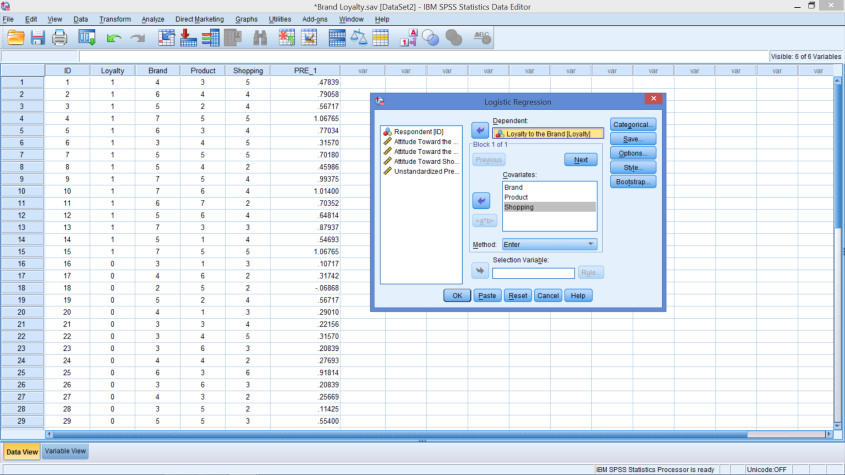 *Brand Loyalty.sav [DataSet2] - IBM SPSS Statistics Data Editor
File Edit View Data Transform Analyze Direct Marketing Graphs Utilities Add-ons Window Help
Visible: 6 of 6 Variables
ID Loyalty Brand Product Shopping PRE_1 var var var var var var var var var var var var
1 1 1 4 3 5 .47839
2 2 1 6 4 4 .79058
3 3 1 5 2 4 .56717
4 4 1 7 5 5 1.06765
5 5 1 6 3 4 .77034
6 6 1 3 4 5 .31570
7 7 1 5 5 5 .70180
8 8 1 5 4 2 .45986
9 9 1 7 5 4 .99375
10 10 1 7 6 4 1.01400
11 11 1 6 7 2 .70352
12 12 1 5 6 4 .64814
13 13 1 7 3 3 .87937
14 14 1 5 1 4 .54693
15 15 1 7 5 5 1.06765
16 16 0 3 1 3 .10717
17 17 0 4 6 2 .31742
18 18 0 2 5 2 -.06868
19 19 0 5 2 4 .56717
20 20 0 4 1 3 .29010
21 21 0 3 3 4 .22156
22 22 0 3 4 5 .31570
23 23 0 3 6 3 .20839
24 24 0 4 4 2 .27693
25 25 0 6 3 6 .91814
26 26 0 3 6 3 .20839
27 27 0 4 3 2 .25669
28 28 0 3 5 2 .11425
29 29 0 5 5 3 .55400
Logistic Regression
Respondent [ID]
Attitude Toward the ...
Attitude Toward the ...
Attitude Toward Sho...
Unstandardized Pre...
Dependent:
Loyalty to the Brand [Loyalty]
Block 1 of 1
Previous Next
Covariates:
Brand
Product
Shopping
>a*b>
Method: Enter
Selection Variable:
Rule...
Categorical...
Save...
Options...
Style...
Bootstrap...
OK Paste Reset Cancel Help
Data View Variable View
IBM SPSS Statistics Processor is ready Unicode:OFF